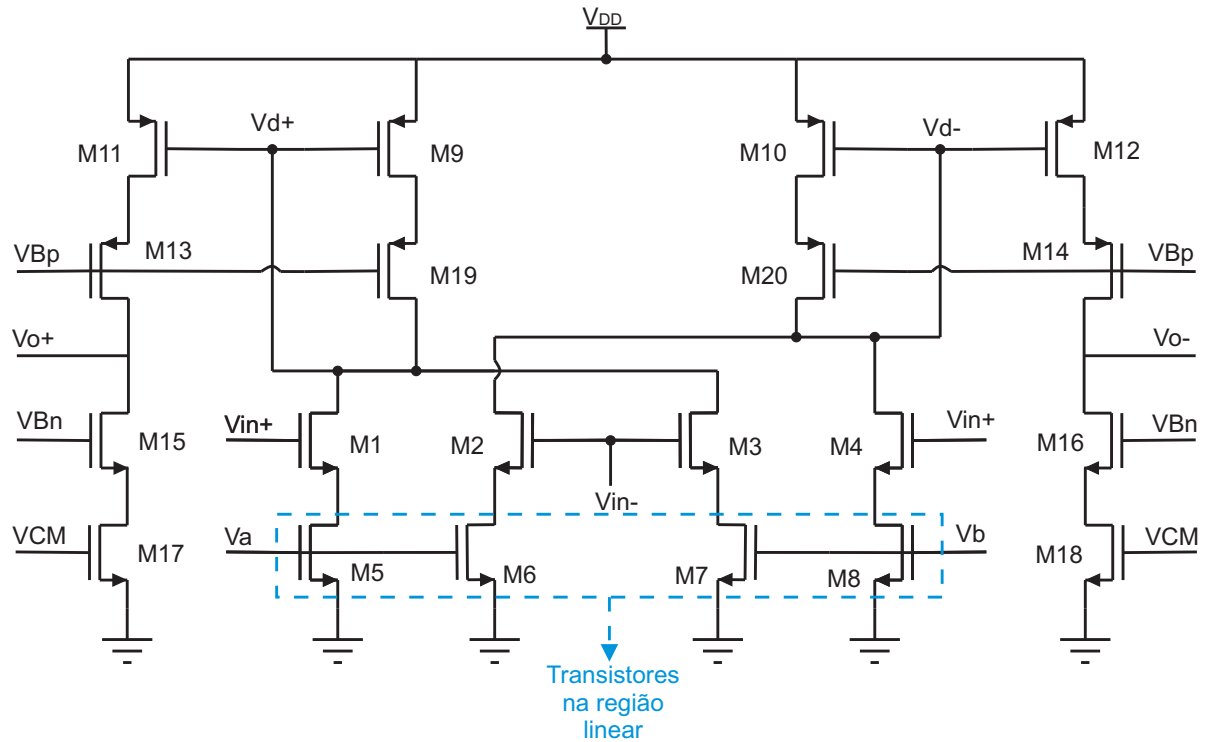 VDD
Vd+
Vd-
M11
M9
M10
M12
VBp
M13
M19
M20
M14
VBp
Vo+
Vo-
VBn
Vin+
M15
M1
M2
M3
M4
Vin+
M16
VBn
Vin-
VCM
M17
Va
M5
M6
M7
M8
Vb
M18
VCM
Transistores
na região
linear